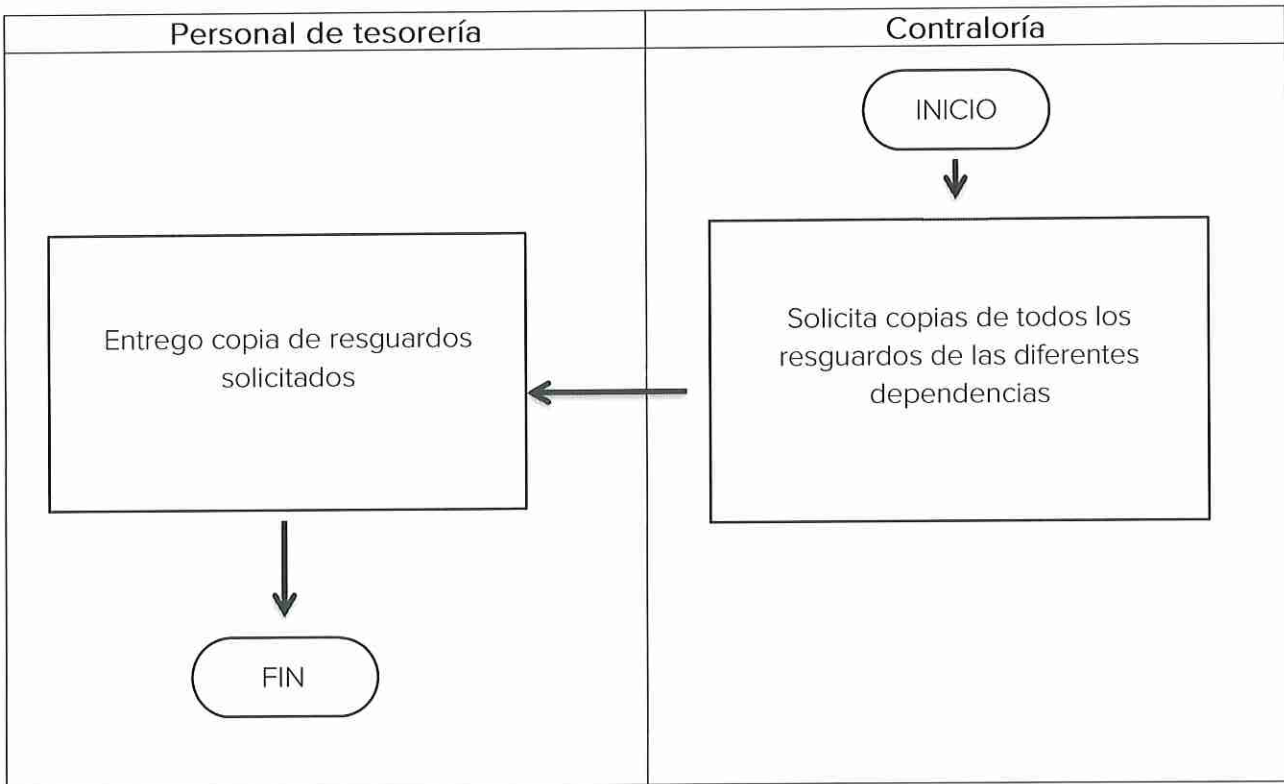 Personal de tesorería
Contraloría
INICIO
Solicita copias de todos los
resguardos de las diferentes
dependencias
Entrego copia de resguardos
solicitados
FIN